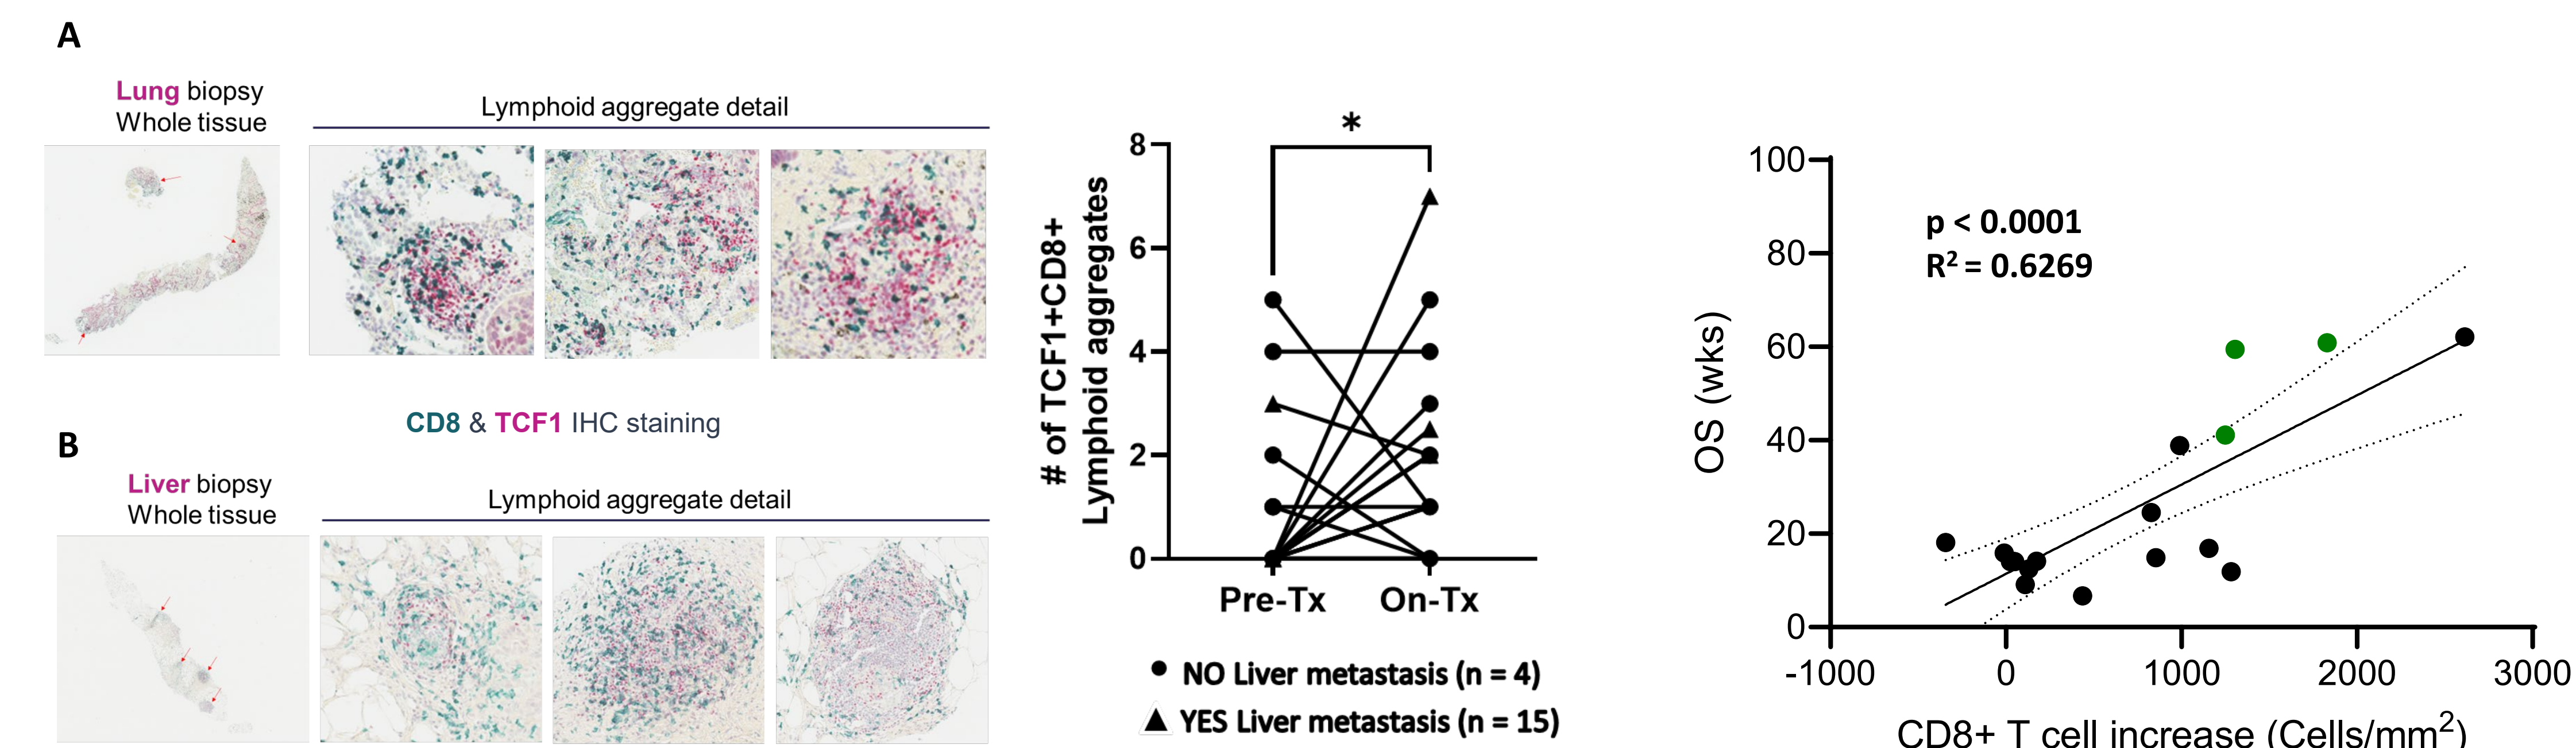 A
Lung biopsy
Whole tissue
Lymphoid aggregate detail
CD8 & TCF1 IHC staining
B
Liver biopsy
Whole tissue
Lymphoid aggregate detail
# of TCF1+CD8+
Lymphoid aggregates
8
6
4
2
0
*
Pre-Tx On-Tx
NO Liver metastasis (n = 4)
YES Liver metastasis (n = 15)
OS (wks)
100
80
60
40
20
0
p < 0.0001
R² = 0.6269
-1000 0 1000 2000 3000
CD8+ T cell increase (Cells/mm²)